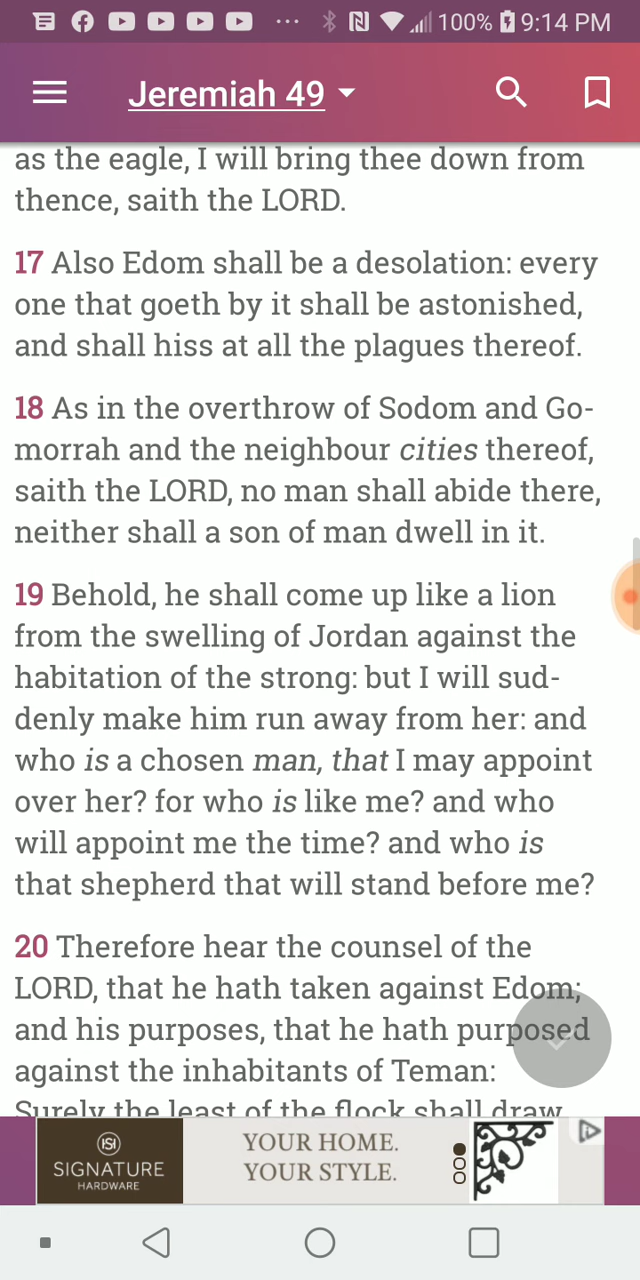 100% 9:14 PM
Jeremiah 49
as the eagle, I will bring thee down from
thence, saith the LORD.
17 Also Edom shall be a desolation: every
one that goeth by it shall be astonished,
and shall hiss at all the plagues thereof.
18 As in the overthrow of Sodom and Go-
morrah and the neighbour cities thereof,
saith the LORD, no man shall abide there,
neither shall a son of man dwell in it.
19 Behold, he shall come up like a lion
from the swelling of Jordan against the
habitation of the strong: but I will sud-
denly make him run away from her: and
who is a chosen man, that I may appoint
over her? for who is like me? and who
will appoint me the time? and who is
that shepherd that will stand before me?
20 Therefore hear the counsel of the
LORD, that he hath taken against Edom;
and his purposes, that he hath purposed
against the inhabitants of Teman:
Surely the least of the flock shall draw
SIGNATURE
HARDWARE
YOUR HOME.
YOUR STYLE.